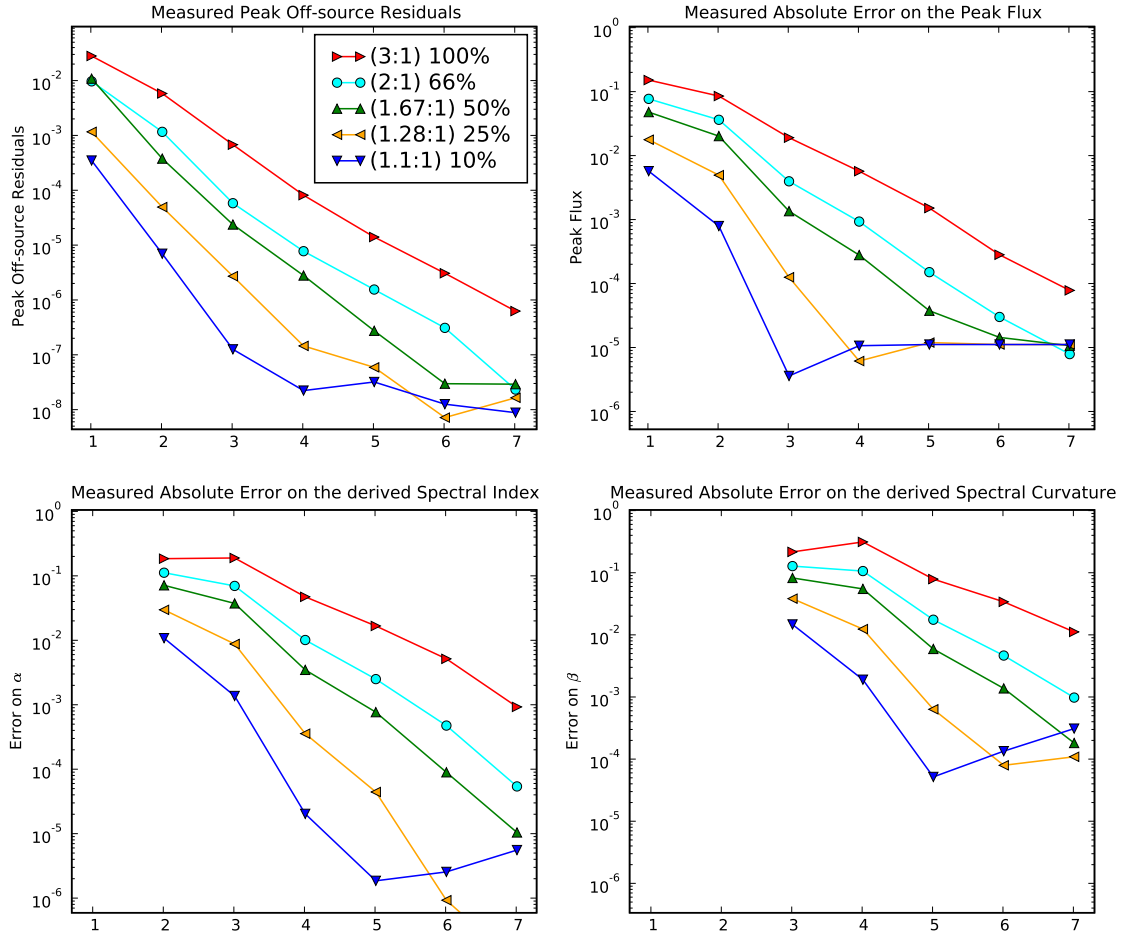 Measured Peak Off-source Residuals
Peak Off-source Residuals
10^-2
10^-3
10^-4
10^-5
10^-6
10^-7
10^-8
1 2 3 4 5 6 7
(3:1) 100%
(2:1) 66%
(1.67:1) 50%
(1.28:1) 25%
(1.1:1) 10%
Measured Absolute Error on the Peak Flux
Peak Flux
10^0
10^-1
10^-2
10^-3
10^-4
10^-5
10^-6
1 2 3 4 5 6 7
Measured Absolute Error on the derived Spectral Index
Error on α
10^0
10^-1
10^-2
10^-3
10^-4
10^-5
10^-6
1 2 3 4 5 6 7
Measured Absolute Error on the derived Spectral Curvature
Error on β
10^0
10^-1
10^-2
10^-3
10^-4
10^-5
10^-6
1 2 3 4 5 6 7